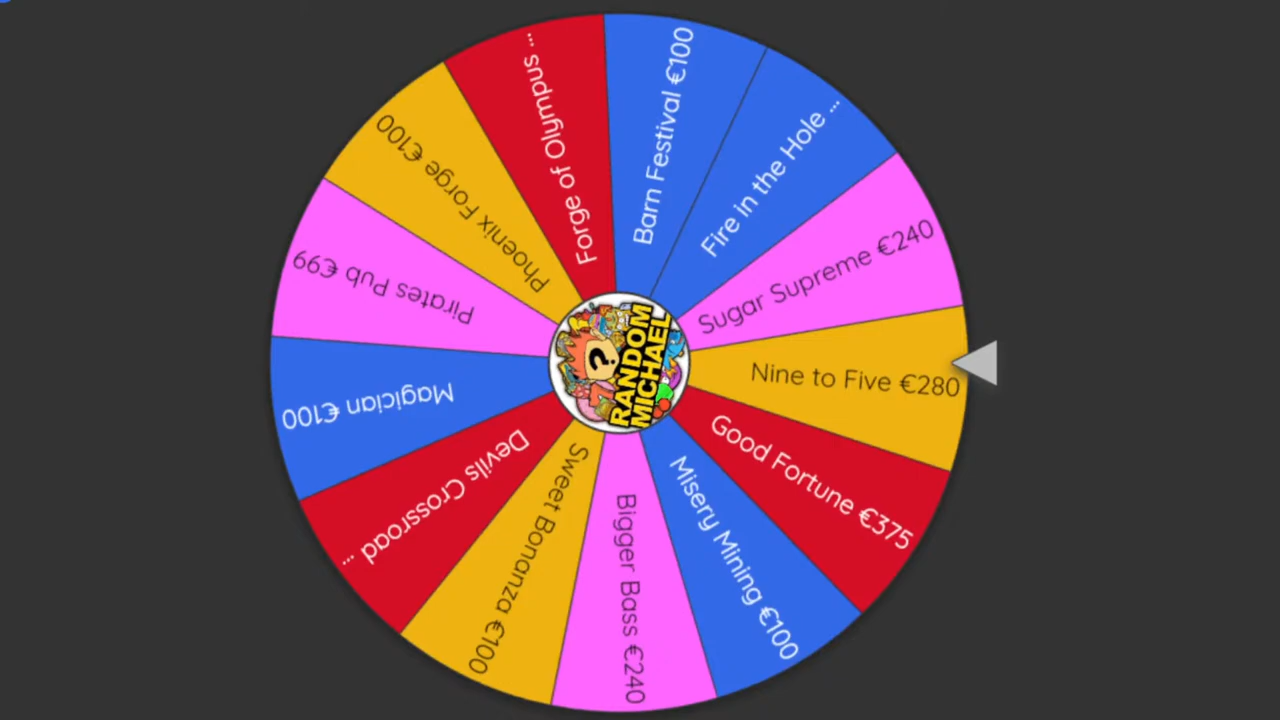 Barn Festival €100
Fire in the Hole ...
Sugar Supreme €240
Nine to Five €280
Good Fortune €375
Misery Mining €100
Bigger Bass €240
Sweet Bonanza €100
Devils Crossroad ...
Magician €100
Pirates Pub €99
Phoenix Forge €100
Forge of Olympus ...
?
RANDOM
MICHAEL